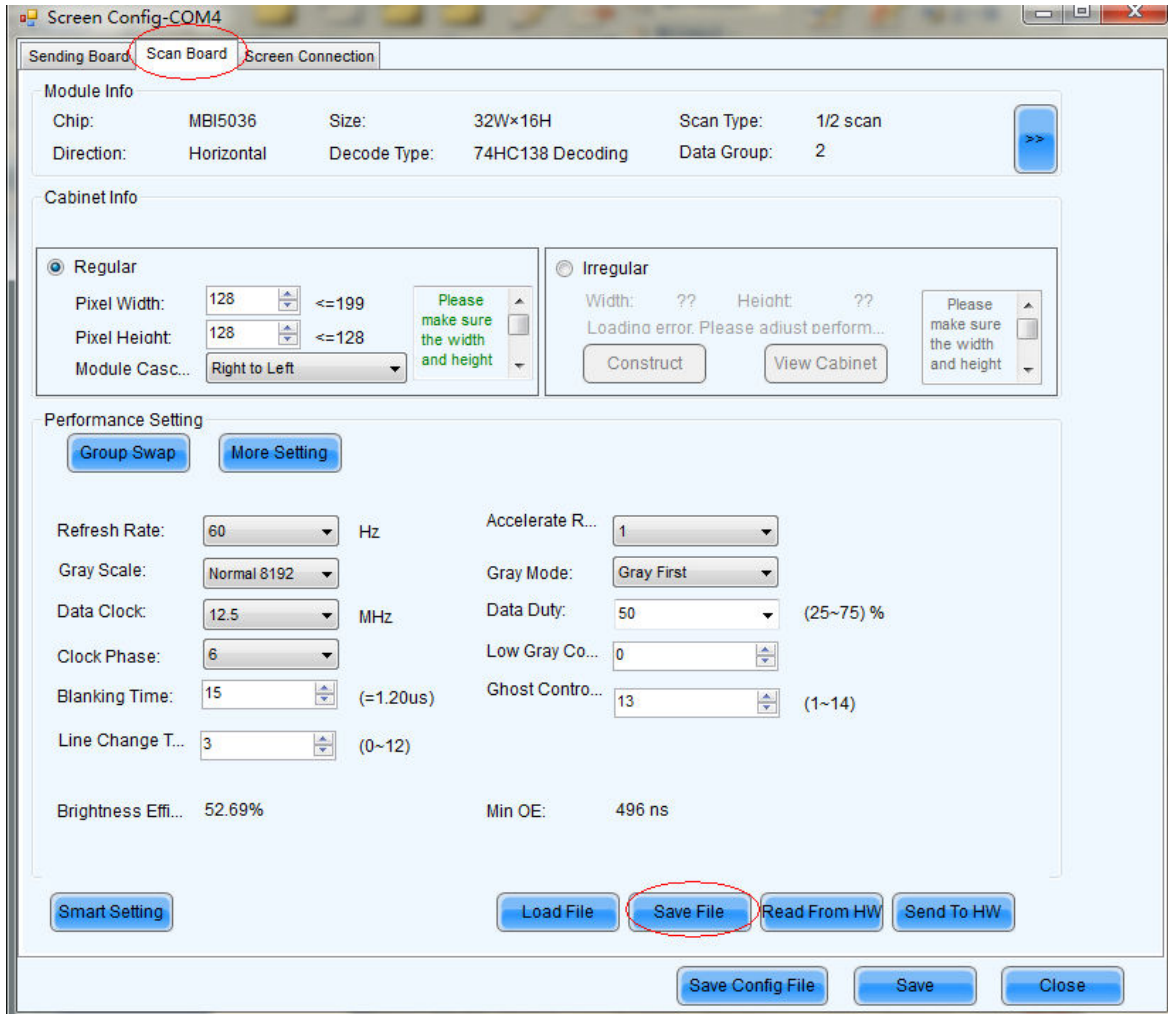 Screen Config-COM4
Sending Board Scan Board Screen Connection
Module Info
Chip: MBI5036 Size: 32W×16H Scan Type: 1/2 scan
Direction: Horizontal Decode Type: 74HC138 Decoding Data Group: 2
>>
Cabinet Info
Regular
Pixel Width: 128 <=199
Pixel Height: 128 <=128
Module Casc... Right to Left
Please
make sure
the width
and height
Irregular
Width: ?? Height: ??
Loading error. Please adjust perform...
Construct View Cabinet
Please
make sure
the width
and height
Performance Setting
Group Swap More Setting
Refresh Rate: 60 Hz Accelerate R... 1
Gray Scale: Normal 8192 Gray Mode: Gray First
Data Clock: 12.5 MHz Data Duty: 50 (25~75) %
Clock Phase: 6 Low Gray Co... 0
Blanking Time: 15 (=1.20us) Ghost Contro... 13 (1~14)
Line Change T... 3 (0~12)
Brightness Effi... 52.69% Min OE: 496 ns
Smart Setting Load File Save File Read From HW Send To HW
Save Config File Save Close